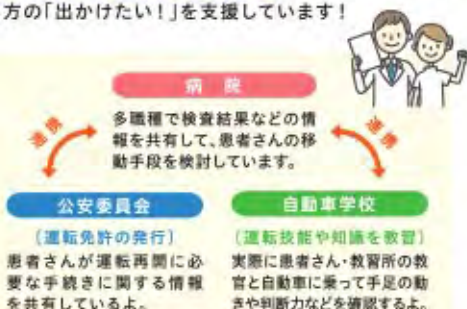 方の「出かけたい!」を支援しています!
病　院
多職種で検査結果などの情
報を共有して、患者さんの移
動手段を検討しています。
連携
連携
公安委員会
(運転免許の発行)
患者さんが運転再開に必
要な手続きに関する情報
を共有しているよ。
自動車学校
(運転技能や知識を教習)
実際に患者さん・教習所の教
官と自動車に乗って手足の動
きや判断力などを確認するよ。